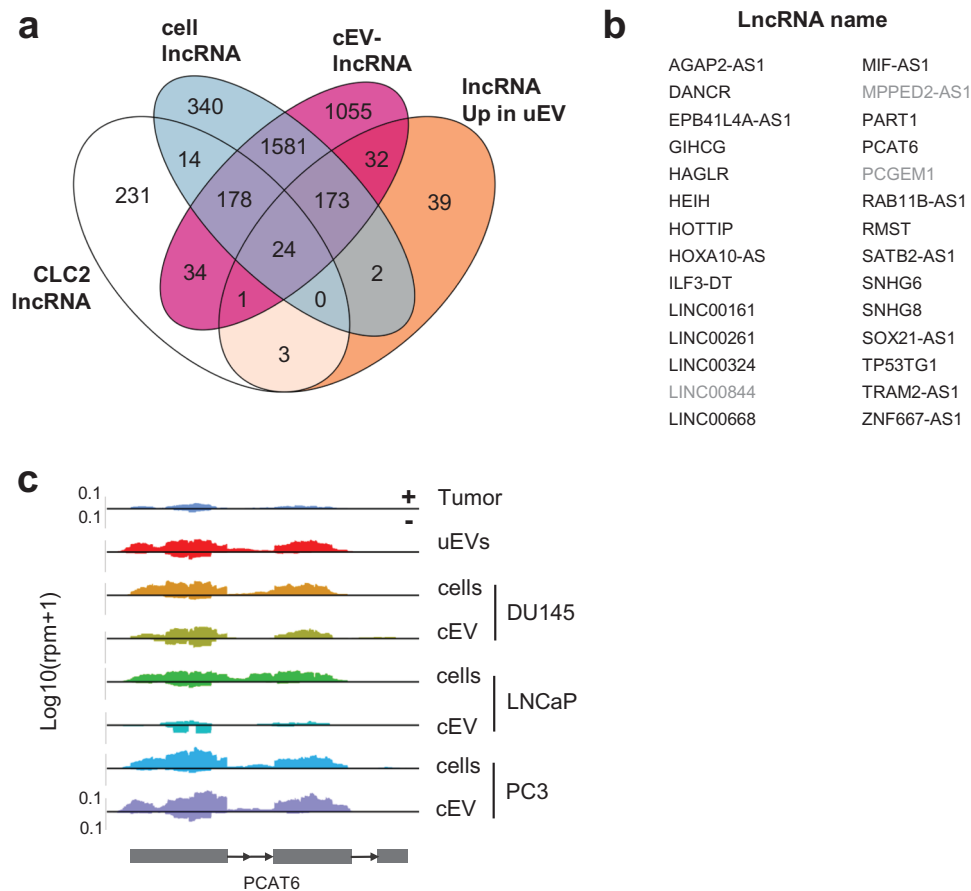 a
cell
lncRNA
cEV-
lncRNA
lncRNA
Up in uEV
340
1055
1581
32
14
231
178
173
39
24
34
2
1
0
CLC2
lncRNA
3
b
LncRNA name
AGAP2-AS1
DANCR
EPB41L4A-AS1
GIHCG
HAGLR
HEIH
HOTTIP
HOXA10-AS
ILF3-DT
LINC00161
LINC00261
LINC00324
LINC00844
LINC00668
MIF-AS1
MPPED2-AS1
PART1
PCAT6
PCGEM1
RAB11B-AS1
RMST
SATB2-AS1
SNHG6
SNHG8
SOX21-AS1
TP53TG1
TRAM2-AS1
ZNF667-AS1
c
Log10(rpm+1)
0.1
0.1
+
-
Tumor
uEVs
cells
cEV
DU145
cells
cEV
LNCaP
cells
cEV
PC3
0.1
0.1
PCAT6